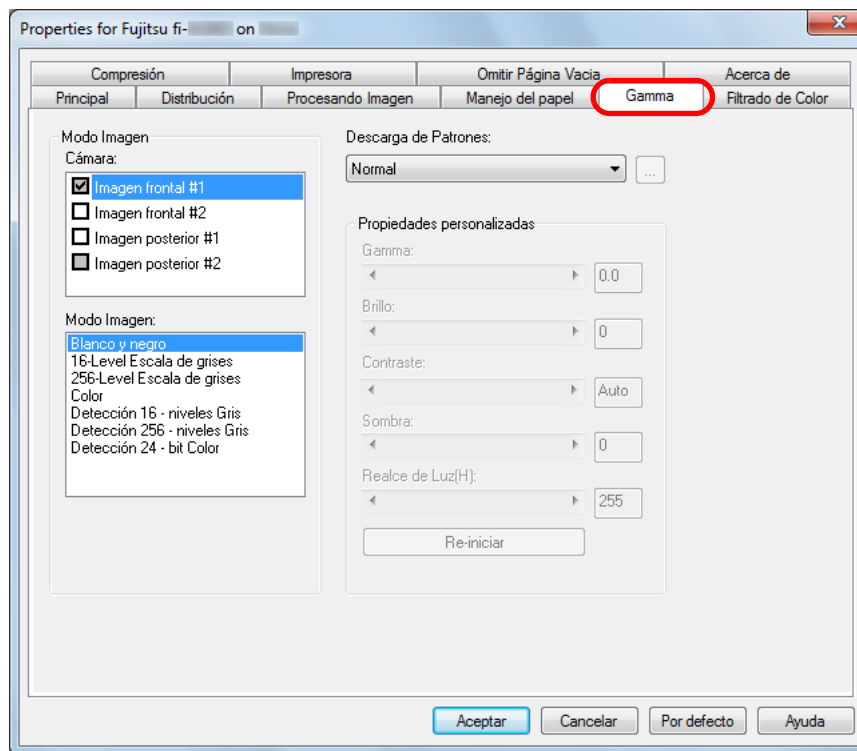 Properties for Fujitsu fi- on
Compresión Impresora Omitir Página Vacia Acerca de
Principal Distribución Procesando Imagen Manejo del papel Gamma Filtrado de Color
Modo Imagen
Cámara:
Imagen frontal #1
Imagen frontal #2
Imagen posterior #1
Imagen posterior #2
Modo Imagen:
Blanco y negro
16-Level Escala de grises
256-Level Escala de grises
Color
Detección 16 - niveles Gris
Detección 256 - niveles Gris
Detección 24 - bit Color
Descarga de Patrones:
Normal ...
Propiedades personalizadas
Gamma:
0.0
Brillo:
0
Contraste:
Auto
Sombra:
0
Realce de Luz(H):
255
Re-iniciar
Aceptar Cancelar Por defecto Ayuda